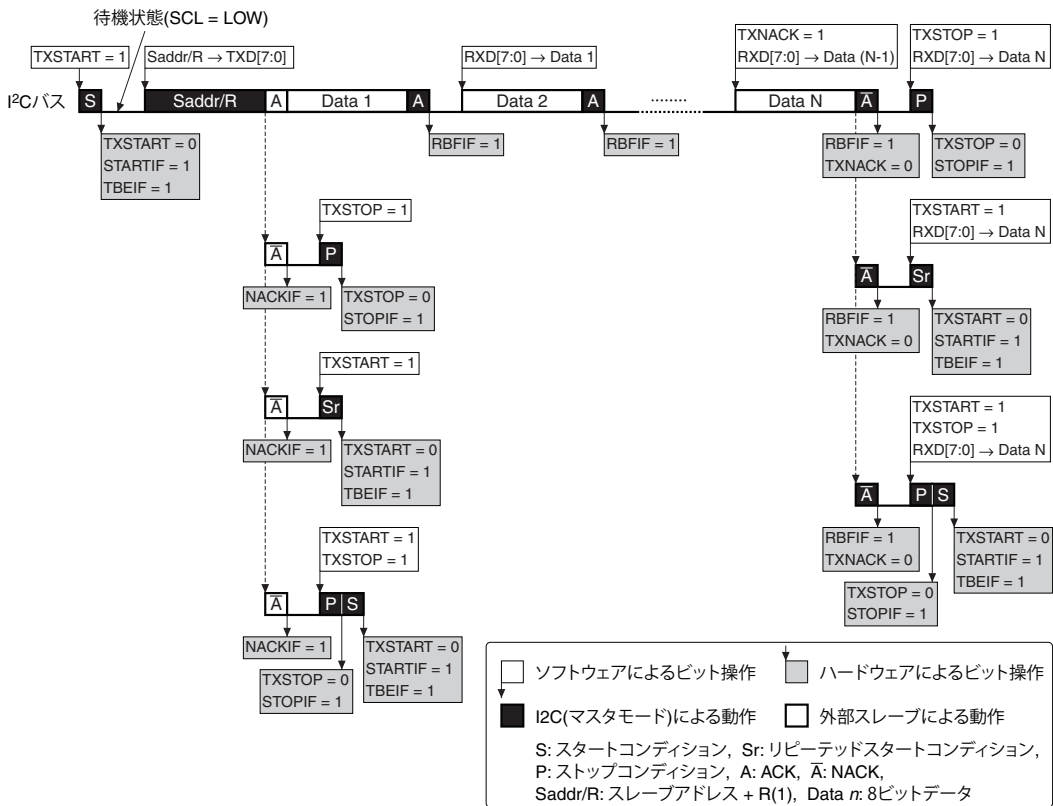 待機状態(SCL = LOW)
TXSTART = 1
Saddr/R → TXD[7:0]
RXD[7:0] → Data 1
TXNACK = 1
RXD[7:0] → Data (N-1)
TXSTOP = 1
RXD[7:0] → Data N
I²Cバス
S
Saddr/R
A
Data 1
A
Data 2
A
........
Data N
A̅
P
TXSTART = 0
STARTIF = 1
TBEIF = 1
RBFIF = 1
RBFIF = 1
RBFIF = 1
TXNACK = 0
TXSTOP = 0
STOPIF = 1
TXSTOP = 1
A̅
P
NACKIF = 1
TXSTOP = 0
STOPIF = 1
TXSTART = 1
RXD[7:0] → Data N
A̅
Sr
RBFIF = 1
TXNACK = 0
TXSTART = 0
STARTIF = 1
TBEIF = 1
TXSTART = 1
A̅
Sr
NACKIF = 1
TXSTART = 0
STARTIF = 1
TBEIF = 1
TXSTART = 1
TXSTOP = 1
RXD[7:0] → Data N
A̅
P
S
RBFIF = 1
TXNACK = 0
TXSTOP = 0
STOPIF = 1
TXSTART = 0
STARTIF = 1
TBEIF = 1
TXSTART = 1
TXSTOP = 1
A̅
P
S
NACKIF = 1
TXSTOP = 0
STOPIF = 1
TXSTART = 0
STARTIF = 1
TBEIF = 1
ソフトウェアによるビット操作
ハードウェアによるビット操作
I2C(マスタモード)による動作
外部スレーブによる動作
S: スタートコンディション, Sr: リピーテッドスタートコンディション,
P: ストップコンディション, A: ACK, A̅: NACK,
Saddr/R: スレーブアドレス + R(1), Data n: 8ビットデータ